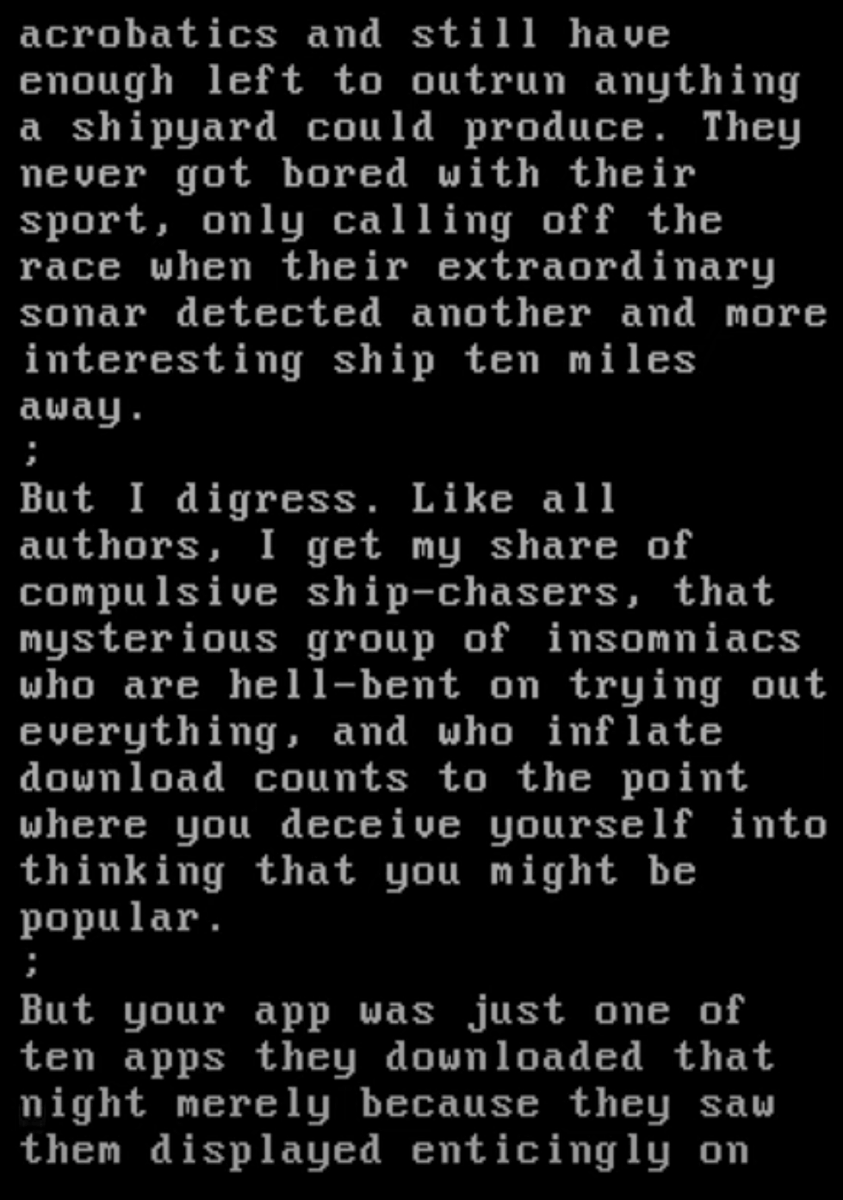 acrobatics and still have
enough left to outrun anything
a shipyard could produce. They
never got bored with their
sport, only calling off the
race when their extraordinary
sonar detected another and more
interesting ship ten miles
away.
;
But I digress. Like all
authors, I get my share of
compulsive ship-chasers, that
mysterious group of insomniacs
who are hell-bent on trying out
everything, and who inflate
download counts to the point
where you deceive yourself into
thinking that you might be
popular.
;
But your app was just one of
ten apps they downloaded that
night merely because they saw
them displayed enticingly on